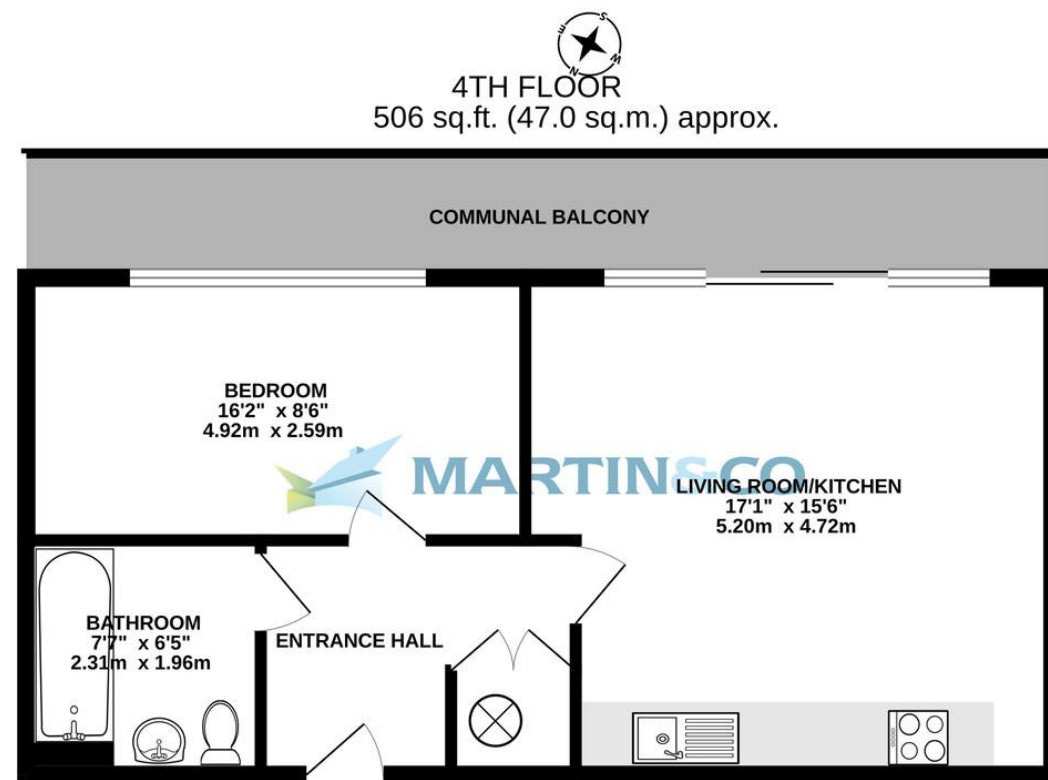 S
E
W
N
4TH FLOOR
506 sq.ft. (47.0 sq.m.) approx.
COMMUNAL BALCONY
BEDROOM
16'2" x 8'6"
4.92m x 2.59m
MARTIN&CO
LIVING ROOM/KITCHEN
17'1" x 15'6"
5.20m x 4.72m
BATHROOM
7'7" x 6'5"
2.31m x 1.96m
ENTRANCE HALL